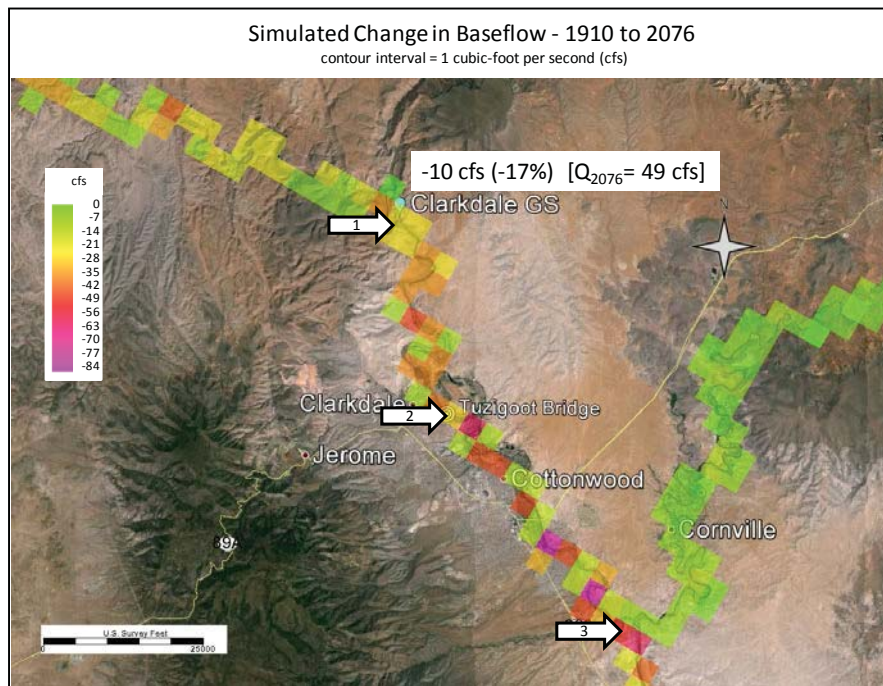 Simulated Change in Baseflow - 1910 to 2076
contour interval = 1 cubic-foot per second (cfs)
-10 cfs (-17%) [Q2076= 49 cfs]
cfs
0
-7
-14
-21
-28
-35
-42
-49
-56
-63
-70
-77
-84
N
Clarkdale GS
1
Clarkdale
2
Tuzigoot Bridge
Jerome
Cottonwood
Cornville
89A
3
U.S. Survey Feet
0
25000